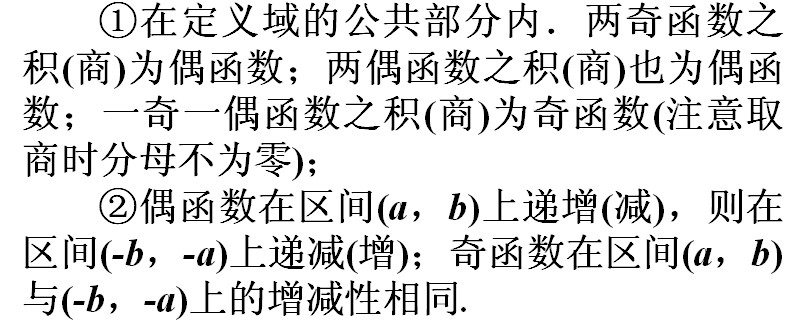 ①在定义域的公共部分内．两奇函数之
积(商)为偶函数；两偶函数之积(商)也为偶函
数；一奇一偶函数之积(商)为奇函数(注意取
商时分母不为零)；
②偶函数在区间(a，b)上递增(减)，则在
区间(-b，-a)上递减(增)；奇函数在区间(a，b)
与(-b，-a)上的增减性相同.